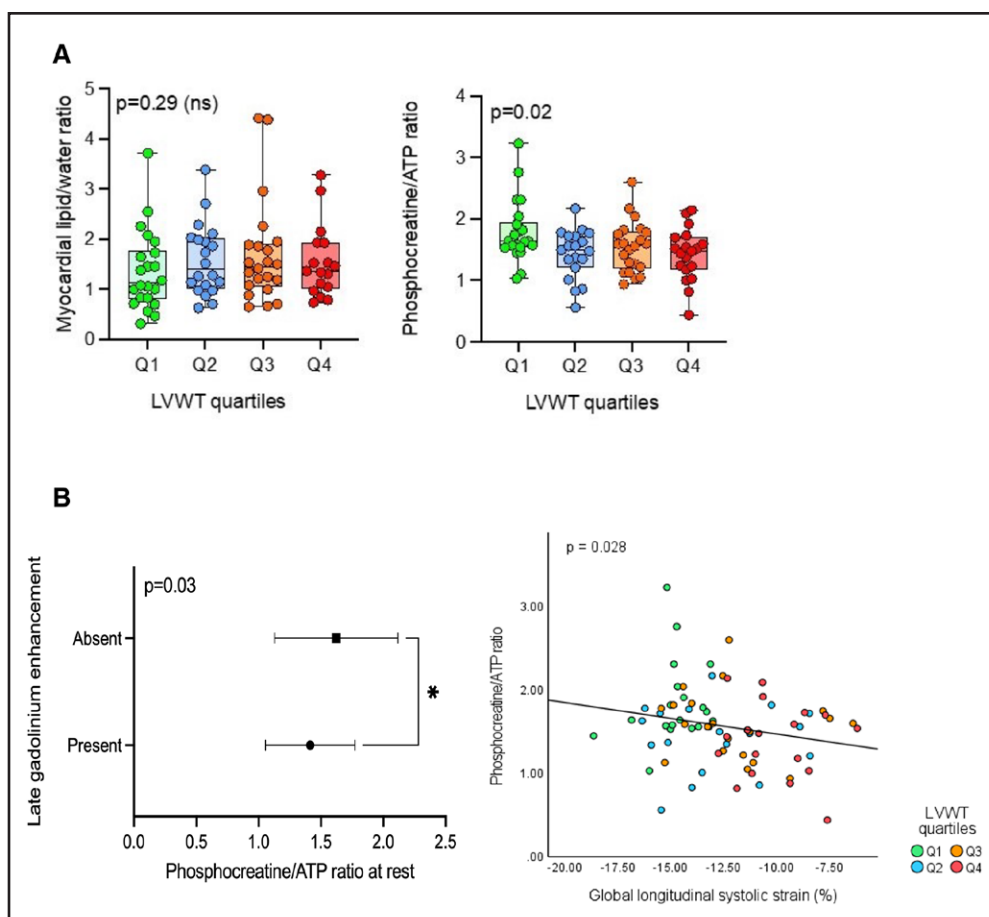 A
p=0.29 (ns)
Myocardial lipid/water ratio
5
4
3
2
1
0
Q1 Q2 Q3 Q4
LVWT quartiles
p=0.02
Phosphocreatine/ATP ratio
4
3
2
1
0
Q1 Q2 Q3 Q4
LVWT quartiles
B
p=0.03
Late gadolinium enhancement
Absent
Present
*
0.0 0.5 1.0 1.5 2.0 2.5
Phosphocreatine/ATP ratio at rest
p = 0.028
Phosphocreatine/ATP ratio
3.00
2.00
1.00
.00
-20.00 -17.50 -15.00 -12.50 -10.00 -7.50
Global longitudinal systolic strain (%)
LVWT
quartiles
Q1 Q3
Q2 Q4